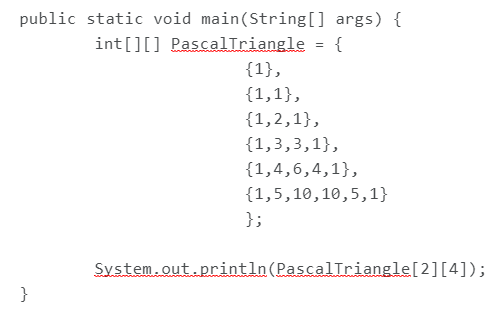 public static void main(String[] args) {
int[][] PascalTriangle = {
{1},
{1,1},
{1,2,1},
{1,3,3,1},
{1,4,6,4,1},
{1,5,10,10,5,1}
};
System.out.println(PascalTriangle[2][4]);
}